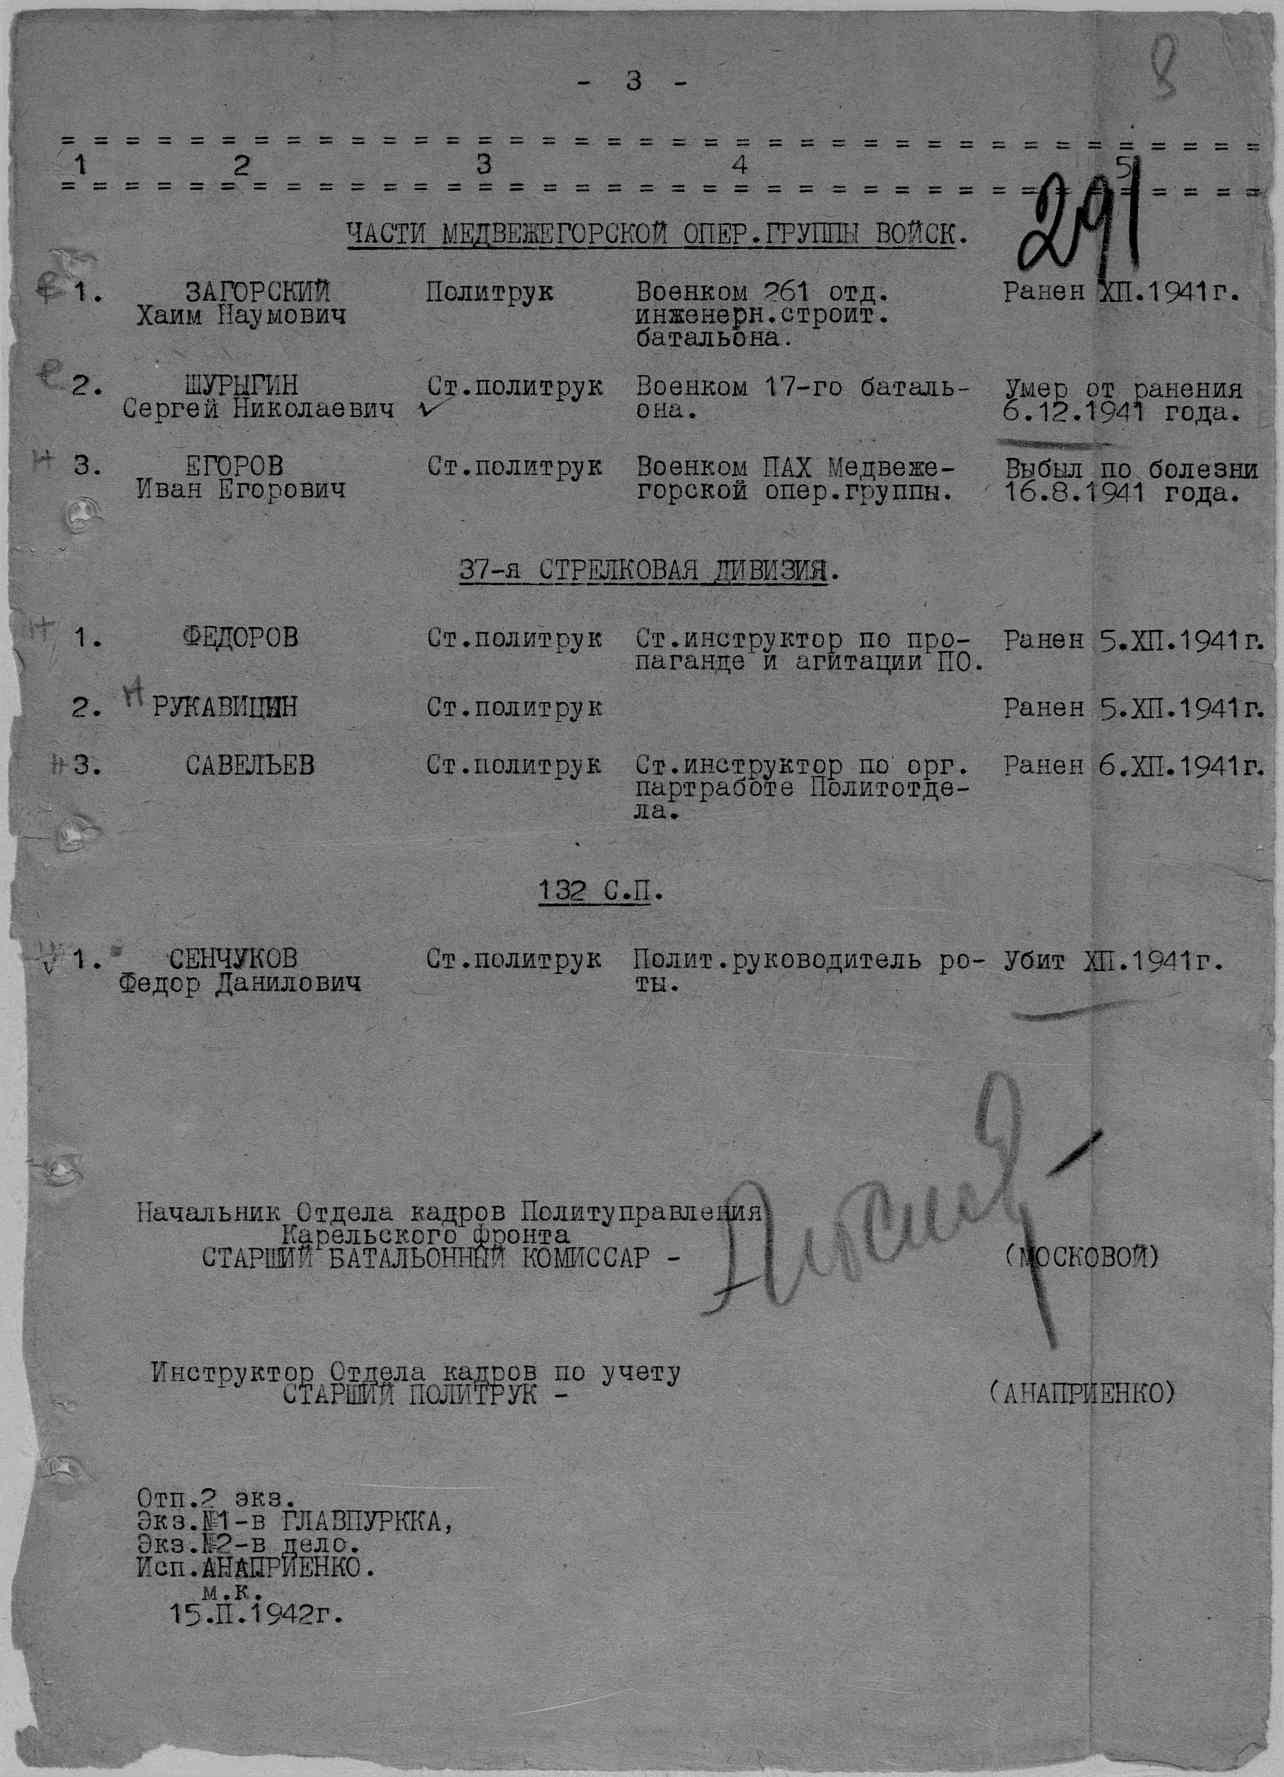 - 3 -
8
= = = = = = = = = = = = = = = = = = = = = = = = = = = = = = = = = = = = = =
1 2 3 4 5
= = = = = = = = = = = = = = = = = = = = = = = = = = = = = = = = = = = = = =
291
ЧАСТИ МЕДВЕЖЕГОРСКОЙ ОПЕР.ГРУППЫ ВОЙСК.
1. ЗАГОРСКИЙ Политрук Военком 261 отд. Ранен ХП.1941г.
Хаим Наумович инженерн.строит.
батальона.
2. ШУРЫГИН Ст.политрук Военком 17-го баталь- Умер от ранения
Сергей Николаевич ✓ она. 6.12.1941 года.
Н 3. ЕГОРОВ Ст.политрук Военком ПАХ Медвеже- Выбыл по болезни
Иван Егорович горской опер.группы. 16.8.1941 года.
37-я СТРЕЛКОВАЯ ДИВИЗИЯ.
Н 1. ФЕДОРОВ Ст.политрук Ст.инструктор по про- Ранен 5.ХП.1941г.
паганде и агитации ПО.
2. Н РУКАВИЦИН Ст.политрук Ранен 5.ХП.1941г.
Н 3. САВЕЛЬЕВ Ст.политрук Ст.инструктор по орг. Ранен 6.ХП.1941г.
партработе Политотде-
ла.
132 С.П.
✓ 1. СЕНЧУКОВ Ст.политрук Полит.руководитель ро- Убит ХП.1941г.
Федор Данилович ты.
Начальник Отдела кадров Политуправления
Карельского фронта
СТАРШИЙ БАТАЛЬОННЫЙ КОМИССАР - (МОСКОВОЙ)
Инструктор Отдела кадров по учету
СТАРШИЙ ПОЛИТРУК - (АНАПРИЕНКО)
Отп.2 экз.
Экз.№1-в ГЛАВПУРККА,
Экз.№2-в дело.
Исп.АНАПРИЕНКО.
м.к.
15.П.1942г.